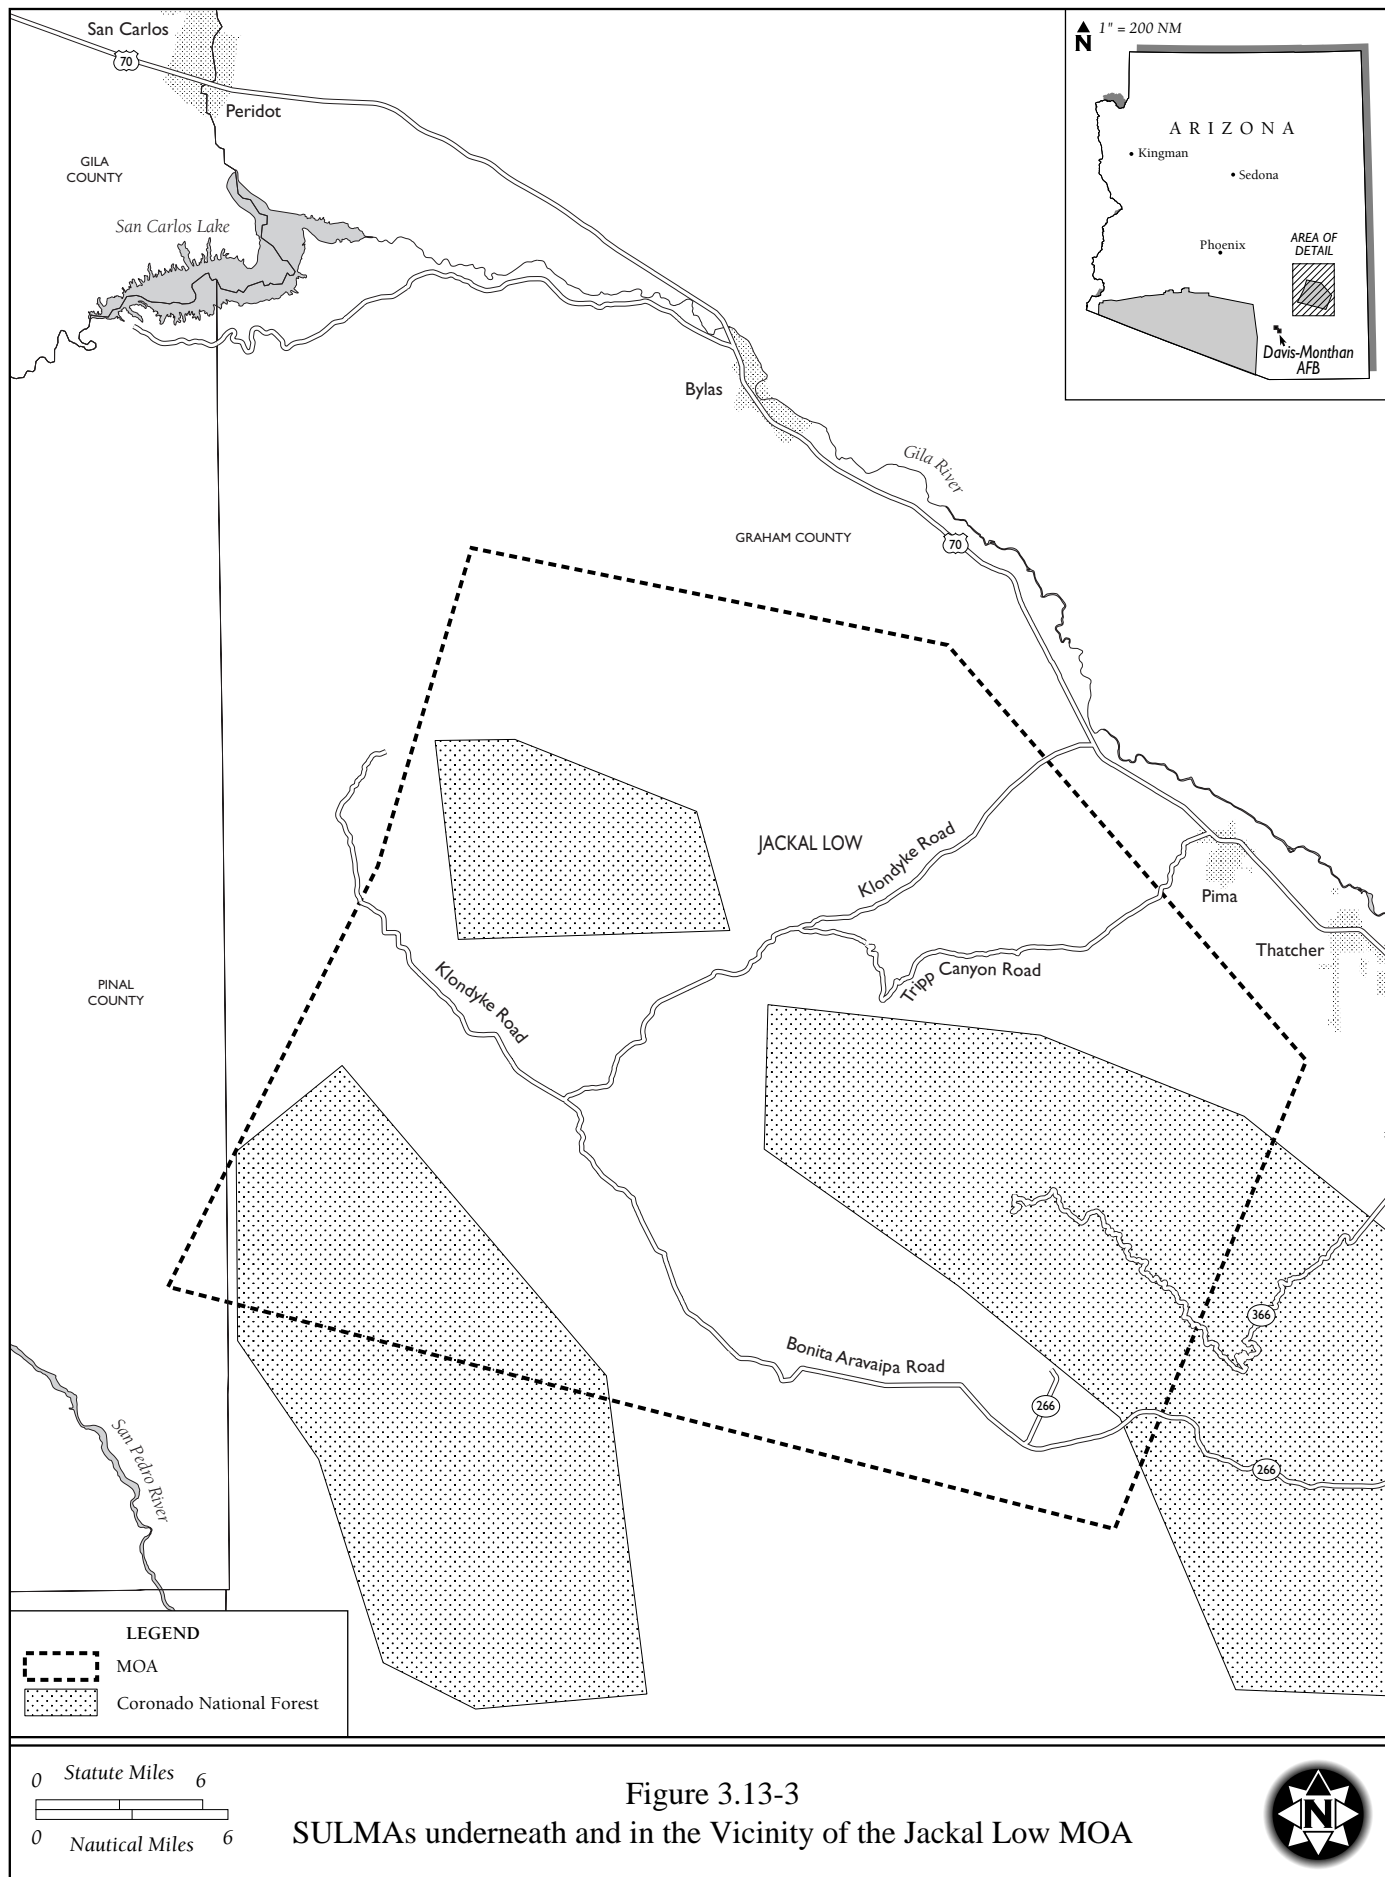 San Carlos
70
Peridot
GILA
COUNTY
San Carlos Lake
1" = 200 NM
N
ARIZONA
Kingman
Sedona
Phoenix
AREA OF
DETAIL
Davis-Monthan
AFB
Bylas
Gila River
GRAHAM COUNTY
70
JACKAL LOW
Klondyke Road
Pima
Thatcher
Tripp Canyon Road
Klondyke Road
PINAL
COUNTY
366
Bonita Aravaipa Road
266
266
San Pedro River
LEGEND
MOA
Coronado National Forest
0 Statute Miles 6
0 Nautical Miles 6
Figure 3.13-3
SULMAs underneath and in the Vicinity of the Jackal Low MOA
N